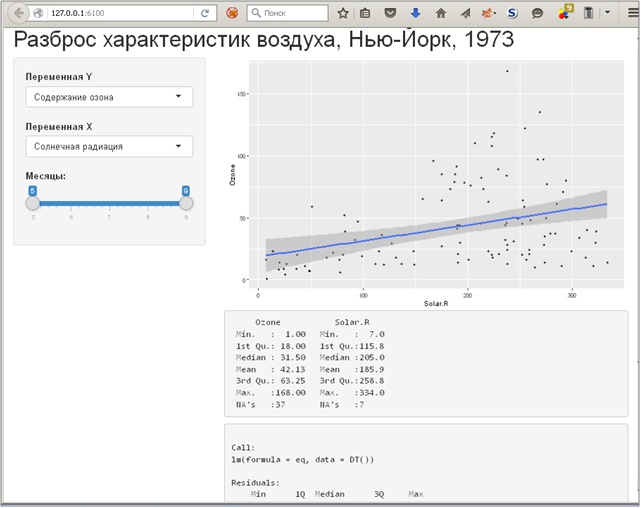 127.0.0.1:6100
Поиск
9
Разброс характеристик воздуха, Нью-Йорк, 1973
Переменная Y
Содержание озона
Переменная X
Солнечная радиация
Месяцы:
5 9
5 6 7 8 9
Ozone
150
100
50
0
0 100 200 300
Solar.R
Ozone Solar.R
Min. : 1.00 Min. : 7.0
1st Qu.: 18.00 1st Qu.:115.8
Median : 31.50 Median :205.0
Mean : 42.13 Mean :185.9
3rd Qu.: 63.25 3rd Qu.:258.8
Max. :168.00 Max. :334.0
NA's :37 NA's :7
Call:
lm(formula = eq, data = DT())
Residuals:
Min 1Q Median 3Q Max